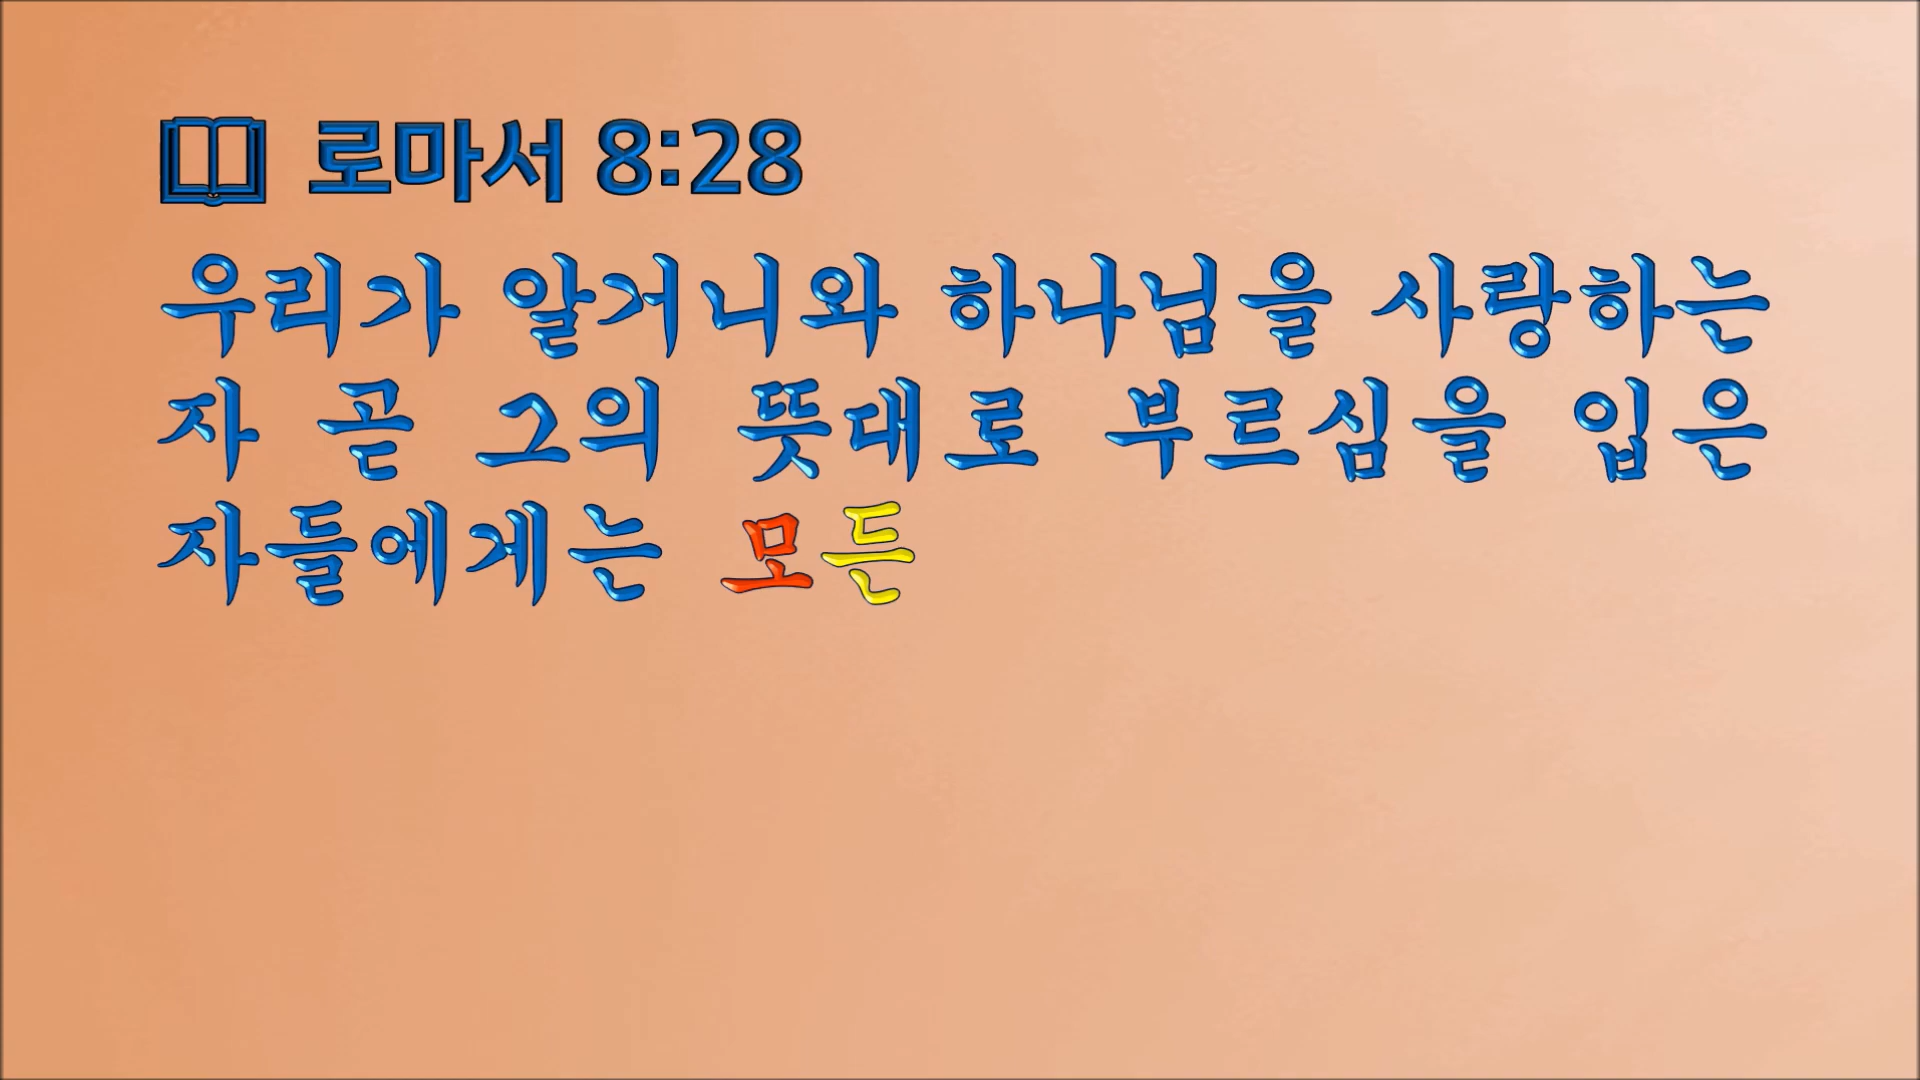 로마서 8:28
우리가 알거니와 하나님을 사랑하는
자 곧 그의 뜻대로 부르심을 입은
자들에게는 모든